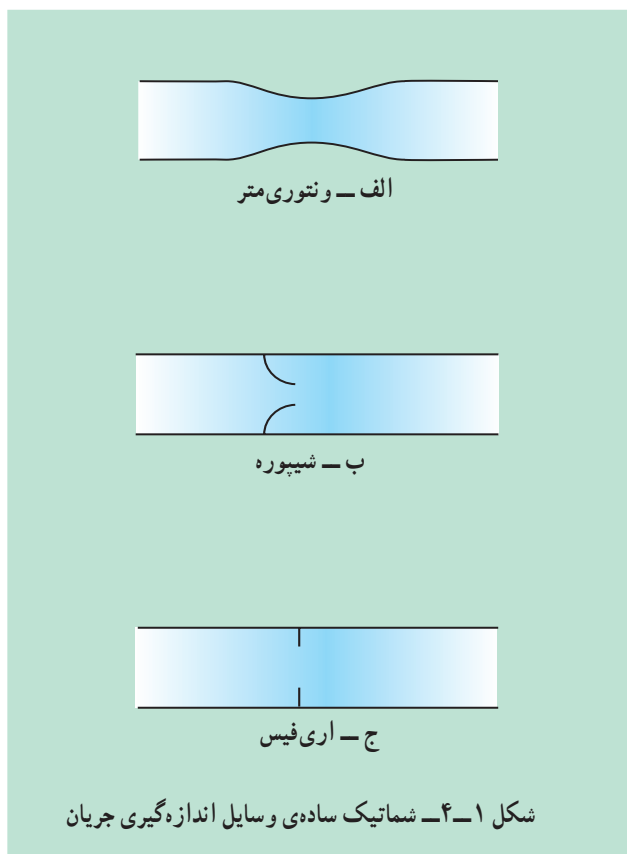 الف ــ ونتوری‌متر
ب ــ شیپوره
ج ــ اری‌فیس
شکل ۱ــ۴ــ شماتیک ساده‌ی وسایل اندازه‌گیری جریان